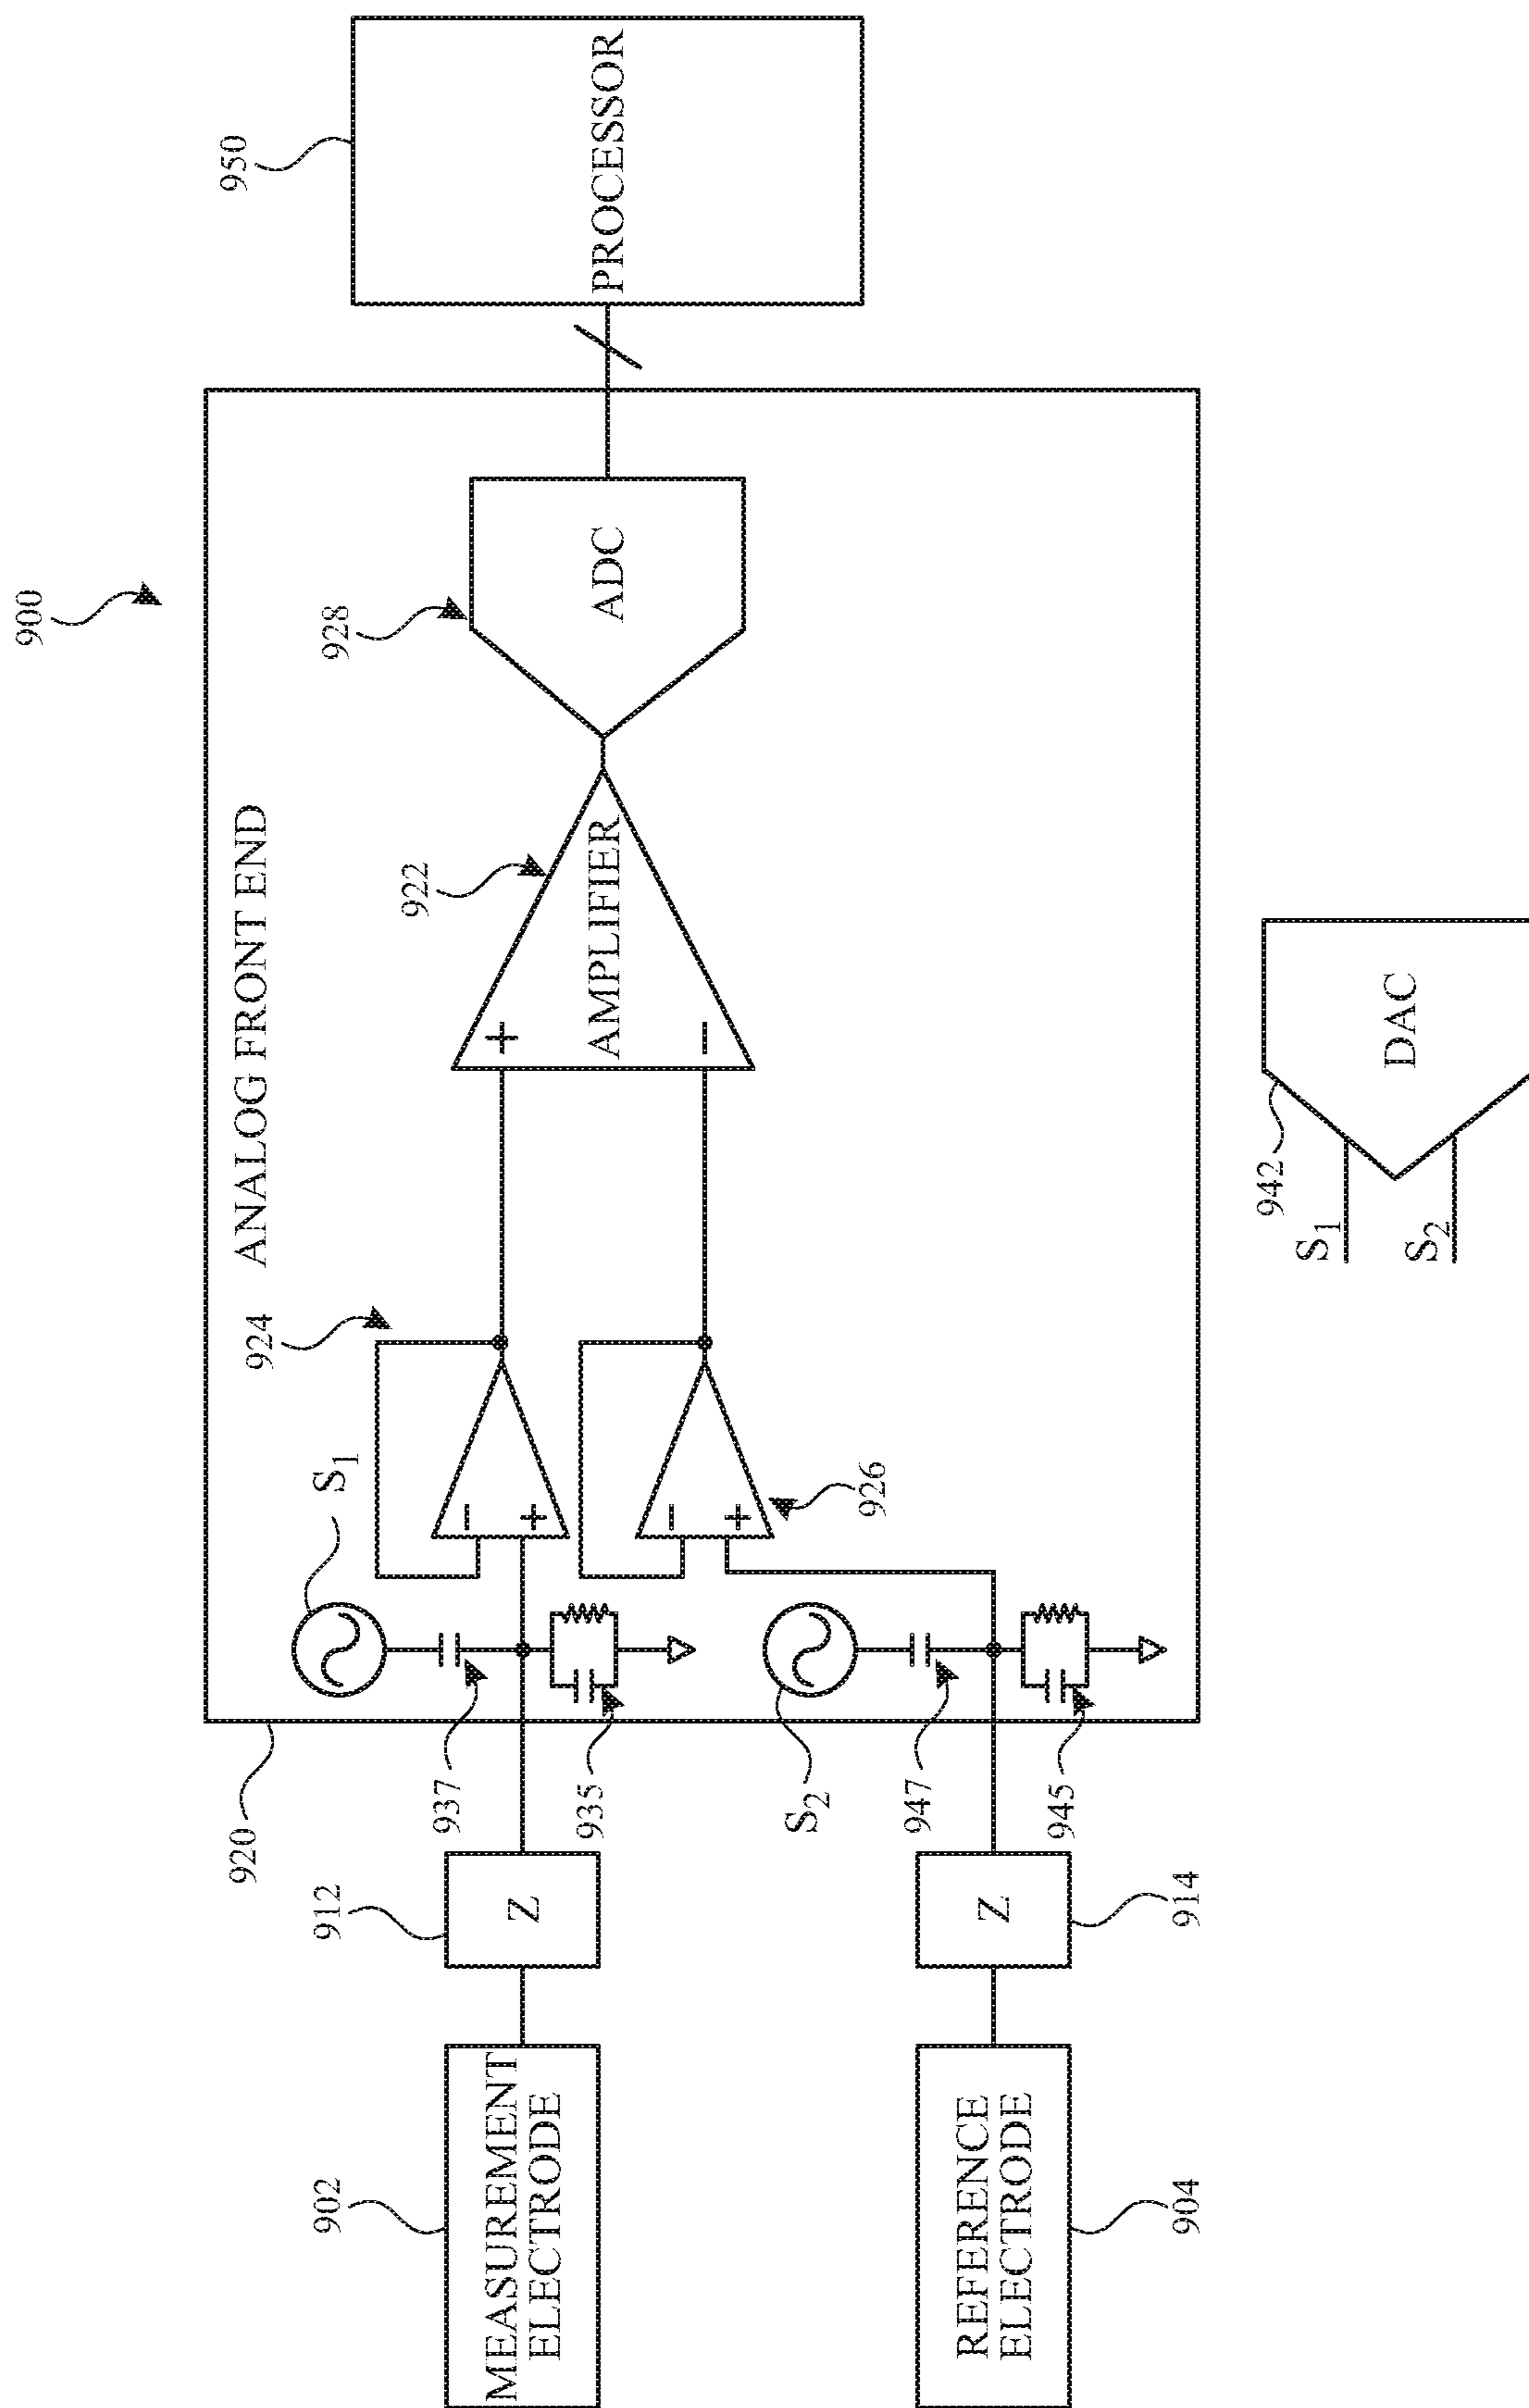 900
920
ANALOG FRONT END
950
PROCESSOR
928
ADC
922
AMPLIFIER
+
−
924
−
+
926
−
+
S1
937
935
S2
947
945
912
Z
914
Z
902
MEASUREMENT
ELECTRODE
904
REFERENCE
ELECTRODE
942
DAC
S1
S2